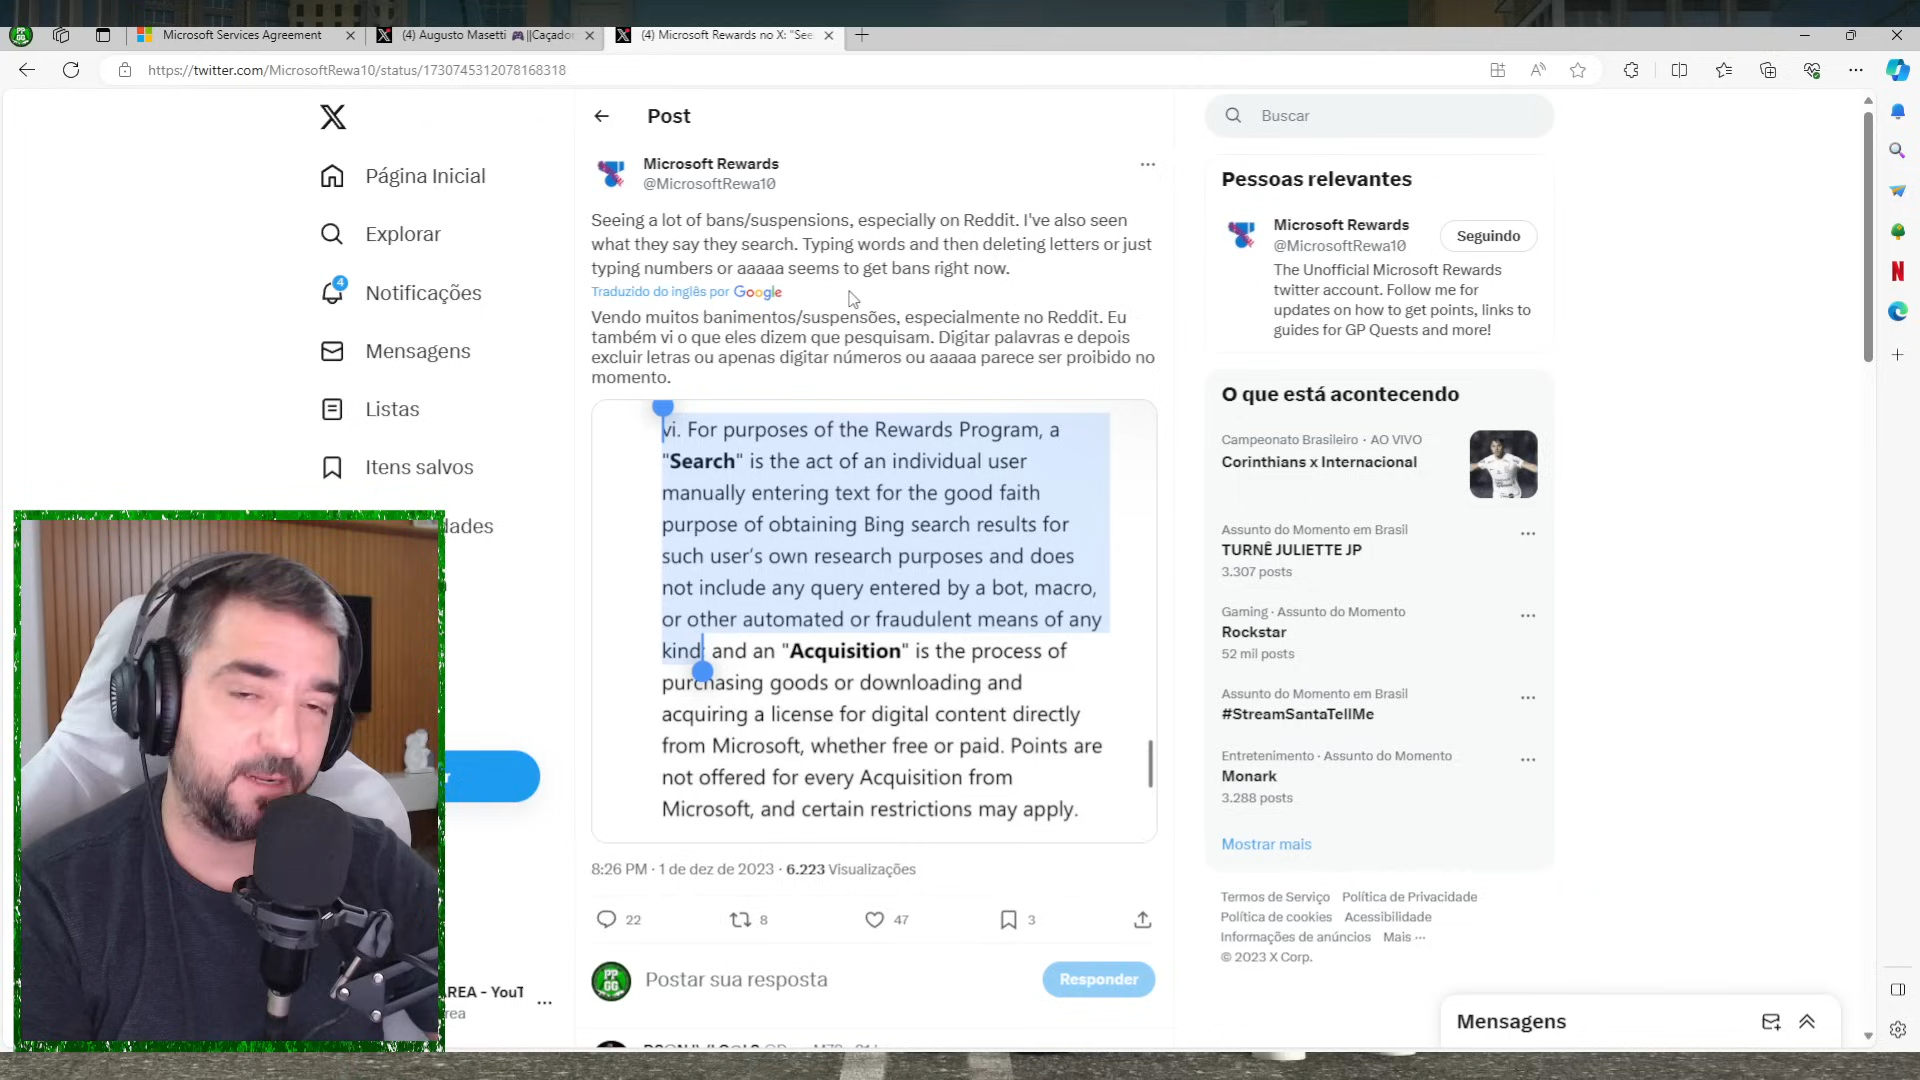 Microsoft Services Agreement
(4) Augusto Masetti 🎮||Caçador
(4) Microsoft Rewards no X: "See
https://twitter.com/MicrosoftRewa10/status/1730745312078168318
Post
Página Inicial
Explorar
4
Notificações
Mensagens
Listas
Itens salvos
Microsoft Rewards
@MicrosoftRewa10
Seeing a lot of bans/suspensions, especially on Reddit. I've also seen
what they say they search. Typing words and then deleting letters or just
typing numbers or aaaaa seems to get bans right now.
Traduzido do inglês por Google
Vendo muitos banimentos/suspensões, especialmente no Reddit. Eu
também vi o que eles dizem que pesquisam. Digitar palavras e depois
excluir letras ou apenas digitar números ou aaaaa parece ser proibido no
momento.
vi. For purposes of the Rewards Program, a
"Search" is the act of an individual user
manually entering text for the good faith
purpose of obtaining Bing search results for
such user's own research purposes and does
not include any query entered by a bot, macro,
or other automated or fraudulent means of any
kind; and an "Acquisition" is the process of
purchasing goods or downloading and
acquiring a license for digital content directly
from Microsoft, whether free or paid. Points are
not offered for every Acquisition from
Microsoft, and certain restrictions may apply.
8:26 PM · 1 de dez de 2023 · 6.223 Visualizações
22 8 47 3
Postar sua resposta
Responder
Buscar
Pessoas relevantes
Microsoft Rewards
@MicrosoftRewa10
Seguindo
The Unofficial Microsoft Rewards
twitter account. Follow me for
updates on how to get points, links to
guides for GP Quests and more!
O que está acontecendo
Campeonato Brasileiro · AO VIVO
Corinthians x Internacional
Assunto do Momento em Brasil
TURNÊ JULIETTE JP
3.307 posts
Gaming · Assunto do Momento
Rockstar
52 mil posts
Assunto do Momento em Brasil
#StreamSantaTellMe
Entretenimento · Assunto do Momento
Monark
3.288 posts
Mostrar mais
Termos de Serviço Política de Privacidade
Política de cookies Acessibilidade
Informações de anúncios Mais ···
© 2023 X Corp.
Mensagens